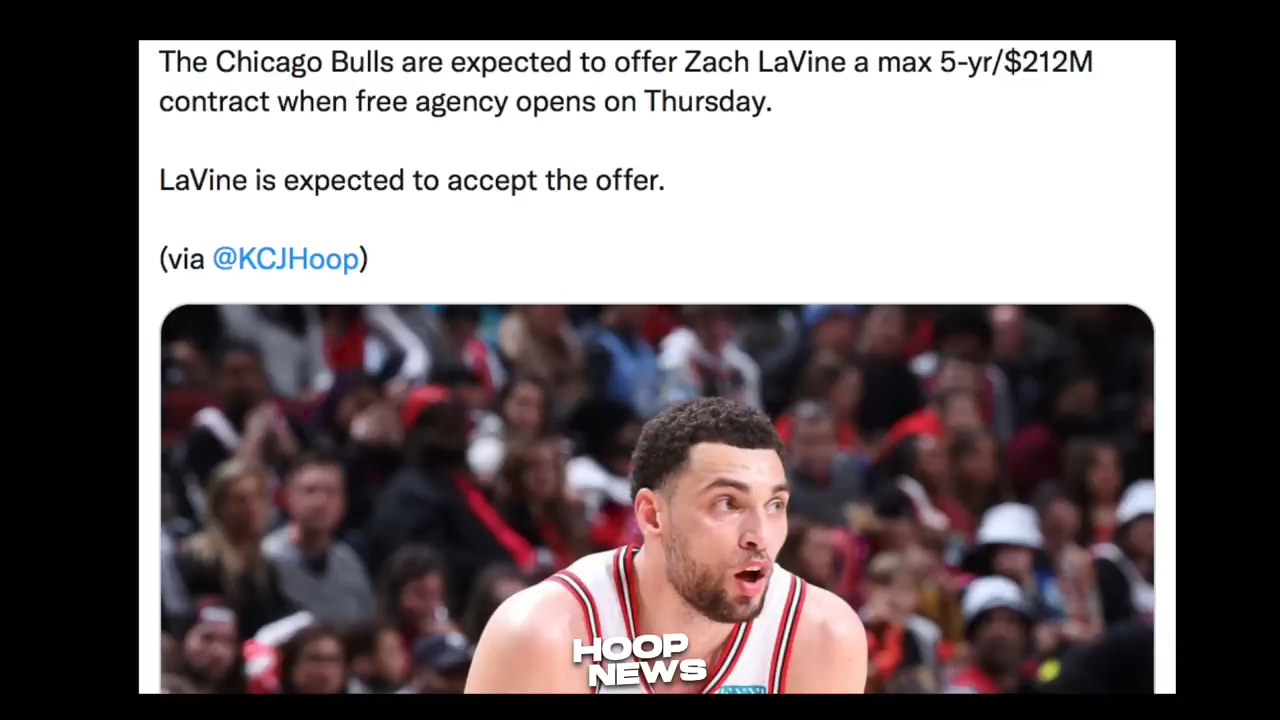 The Chicago Bulls are expected to offer Zach LaVine a max 5-yr/$212M
contract when free agency opens on Thursday.
LaVine is expected to accept the offer.
(via @KCJHoop)
HOOP
NEWS